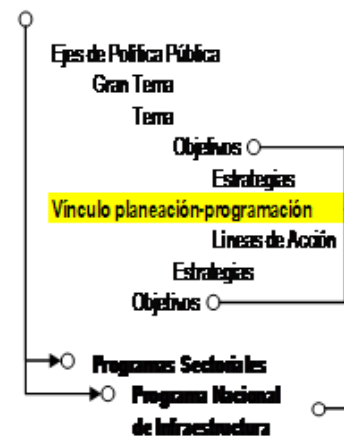 Ejes de Política Pública
Gran Tema
Tema
Objetivos
Estrategias
Vínculo planeación-programación
Lineas de Acción
Estrategias
Objetivos
Programas Sectoriales
Programa Nacional
de Infraestructura